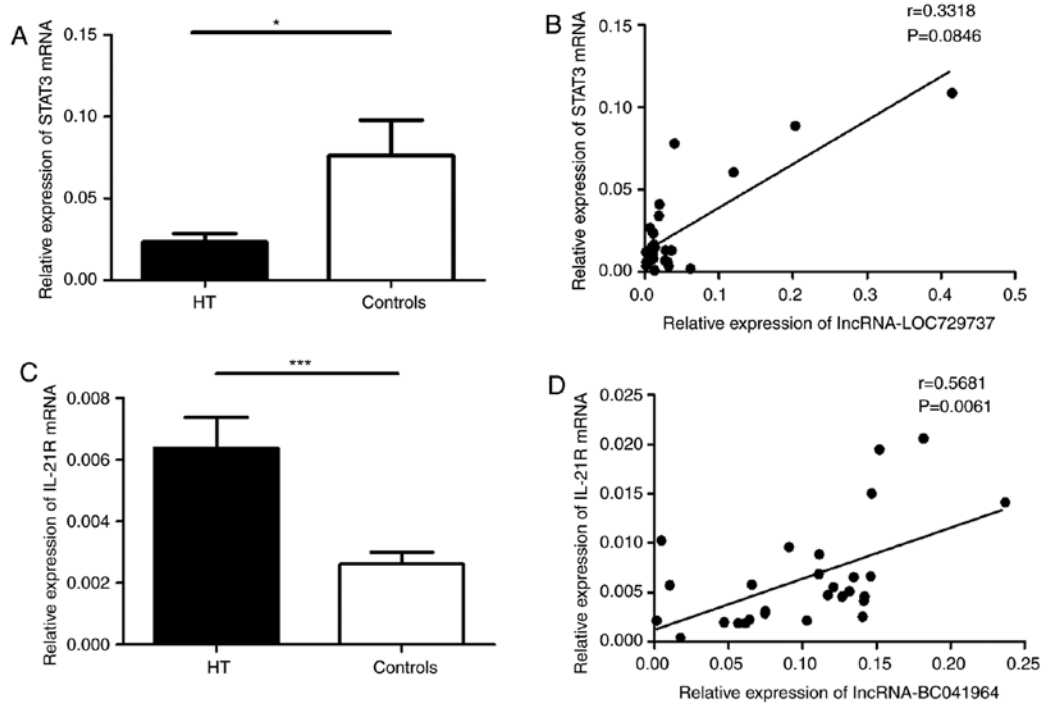 A
*
Relative expression of STAT3 mRNA
0.15
0.10
0.05
0.00
HT
Controls
B
r=0.3318
P=0.0846
Relative expression of STAT3 mRNA
0.15
0.10
0.05
0.00
0.0
0.1
0.2
0.3
0.4
0.5
Relative expression of lncRNA-LOC729737
C
***
Relative expression of IL-21R mRNA
0.008
0.006
0.004
0.002
0.000
HT
Controls
D
r=0.5681
P=0.0061
Relative expression of IL-21R mRNA
0.025
0.020
0.015
0.010
0.005
0.000
0.00
0.05
0.10
0.15
0.20
0.25
Relative expression of lncRNA-BC041964